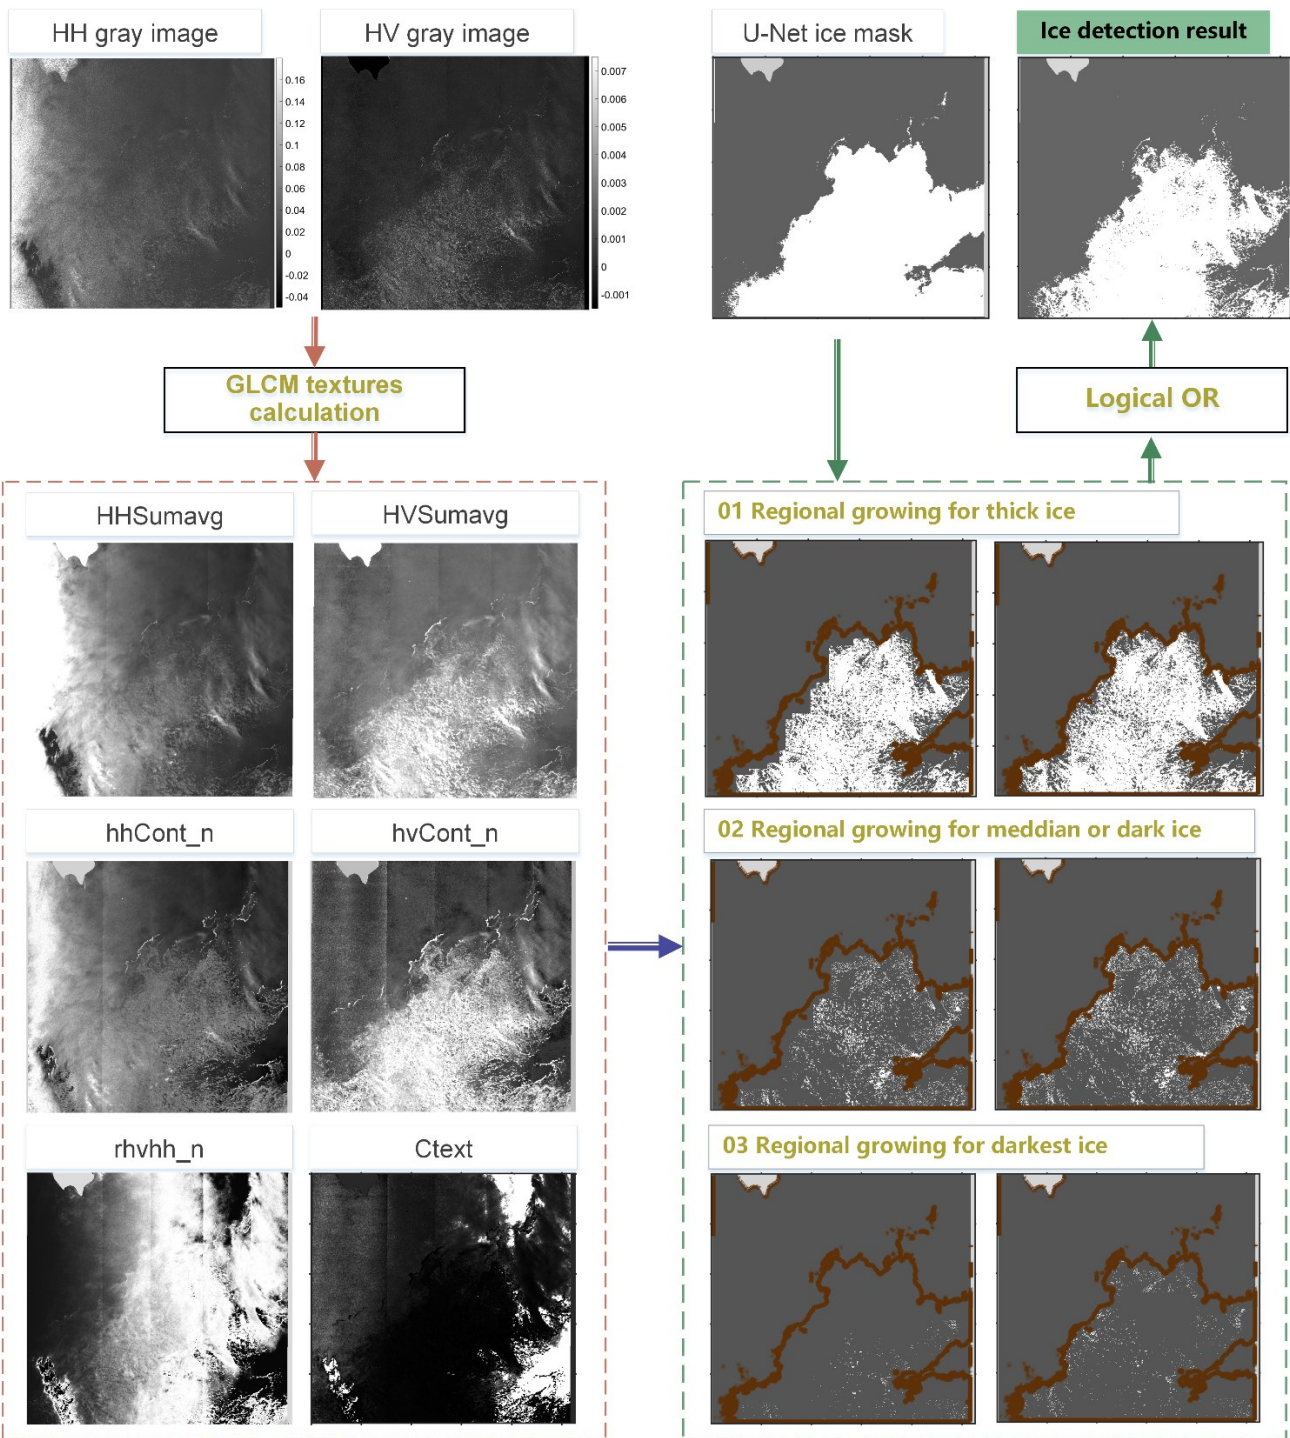 HH gray image
HV gray image
U-Net ice mask
Ice detection result
0.16
0.14
0.12
0.1
0.08
0.06
0.04
0.02
0
-0.02
-0.04
0.007
0.006
0.005
0.004
0.003
0.002
0.001
0
-0.001
GLCM textures
calculation
Logical OR
HHSumavg
HVSumavg
01 Regional growing for thick ice
hhCont_n
hvCont_n
02 Regional growing for meddian or dark ice
rhvhh_n
Ctext
03 Regional growing for darkest ice